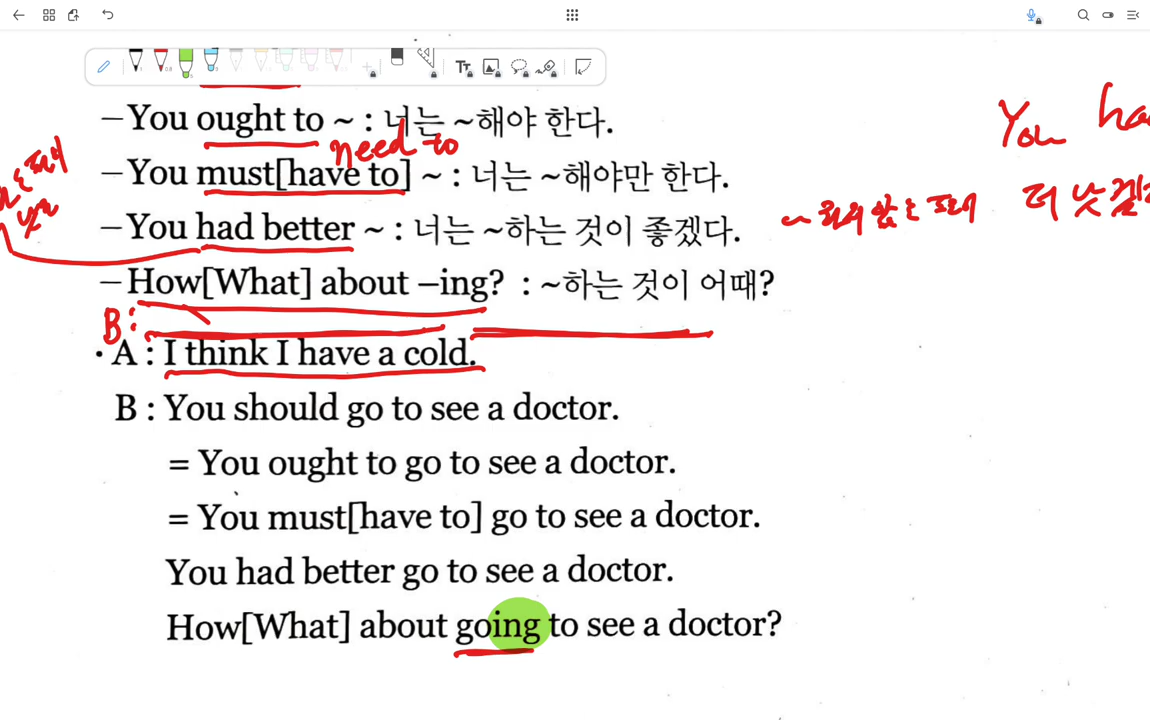 – You ought to ~ : 너는 ~해야 한다.
need to
– You must[have to] ~ : 너는 ~해야만 한다.
– You had better ~ : 너는 ~하는 것이 좋겠다.
– How[What] about –ing? : ~하는 것이 어때?
You ha
더 낫겠
B:
· A : I think I have a cold.
B : You should go to see a doctor.
= You ought to go to see a doctor.
= You must[have to] go to see a doctor.
You had better go to see a doctor.
How[What] about going to see a doctor?